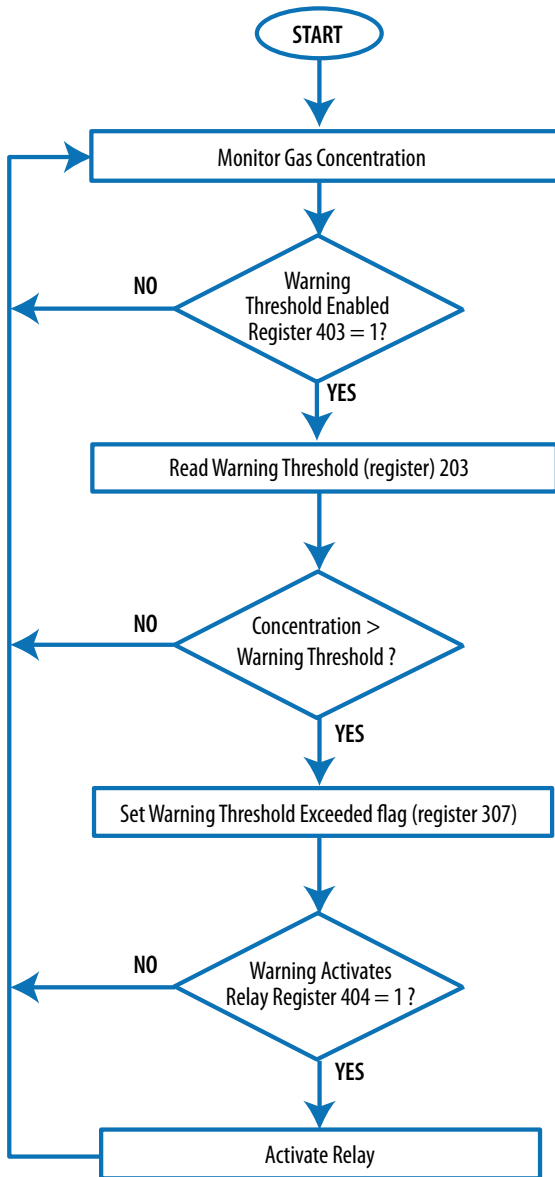 START
Monitor Gas Concentration
Warning
Threshold Enabled
Register 403 = 1?
NO
YES
Read Warning Threshold (register) 203
Concentration >
Warning Threshold ?
NO
YES
Set Warning Threshold Exceeded flag (register 307)
Warning Activates
Relay Register 404 = 1 ?
NO
YES
Activate Relay